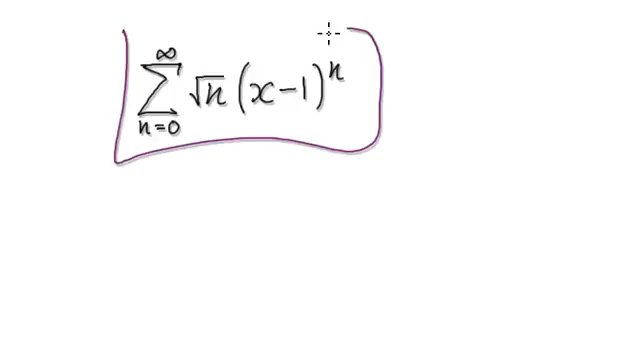 ∞
∑ √n (x-1)^n
n=0